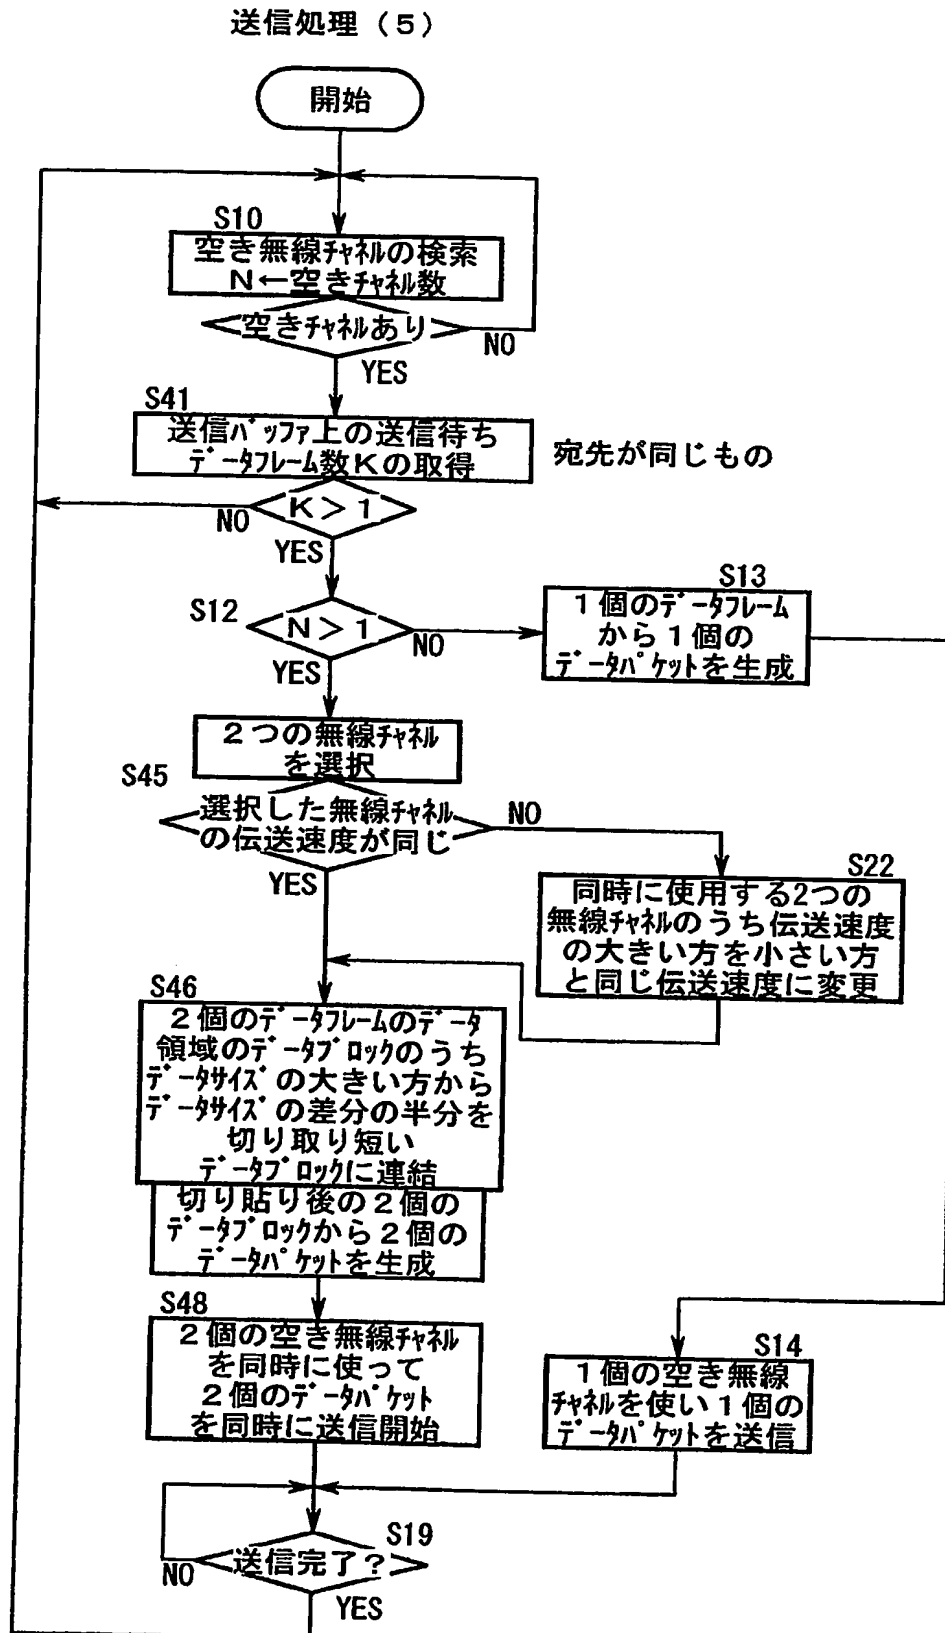 送信処理（5）
開始
S10
空き無線ﾁｬﾈﾙの検索
N←空きﾁｬﾈﾙ数
空きﾁｬﾈﾙあり
NO
YES
S41
送信ﾊﾞｯﾌｧ上の送信待ち
ﾃﾞｰﾀﾌﾚｰﾑ数Kの取得
宛先が同じもの
K＞1
NO
YES
S12
N＞1
NO
YES
S13
1個のﾃﾞｰﾀﾌﾚｰﾑ
から1個の
ﾃﾞｰﾀﾊﾟｹｯﾄを生成
2つの無線ﾁｬﾈﾙ
を選択
S45
選択した無線ﾁｬﾈﾙ
の伝送速度が同じ
NO
YES
S22
同時に使用する2つの
無線ﾁｬﾈﾙのうち伝送速度
の大きい方を小さい方
と同じ伝送速度に変更
S46
2個のﾃﾞｰﾀﾌﾚｰﾑのﾃﾞｰﾀ
領域のﾃﾞｰﾀﾌﾞﾛｯｸのうち
ﾃﾞｰﾀｻｲｽﾞの大きい方から
ﾃﾞｰﾀｻｲｽﾞの差分の半分を
切り取り短い
ﾃﾞｰﾀﾌﾞﾛｯｸに連結
切り貼り後の2個の
ﾃﾞｰﾀﾌﾞﾛｯｸから2個の
ﾃﾞｰﾀﾊﾟｹｯﾄを生成
S48
2個の空き無線ﾁｬﾈﾙ
を同時に使って
2個のﾃﾞｰﾀﾊﾟｹｯﾄ
を同時に送信開始
S14
1個の空き無線
ﾁｬﾈﾙを使い1個の
ﾃﾞｰﾀﾊﾟｹｯﾄを送信
S19
送信完了？
NO
YES